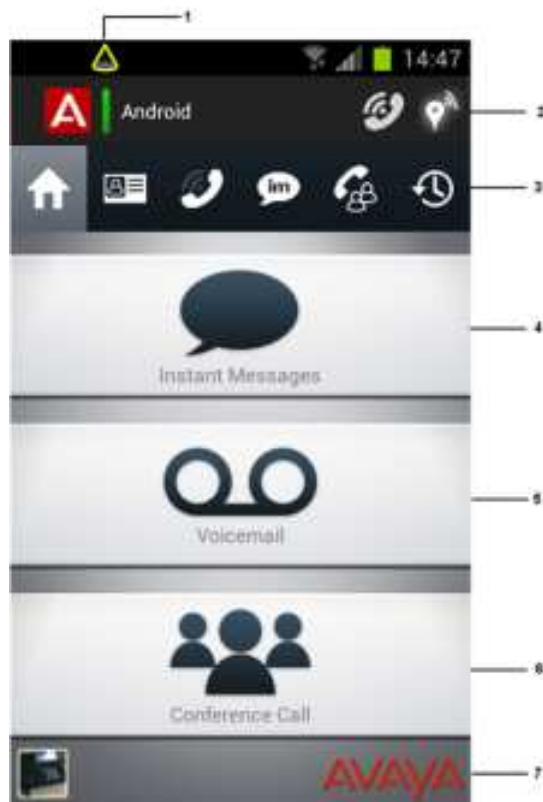 1
14:47
A Android
2
im
3
Instant Messages
4
Voicemail
5
Conference Call
6
AVAYA
7